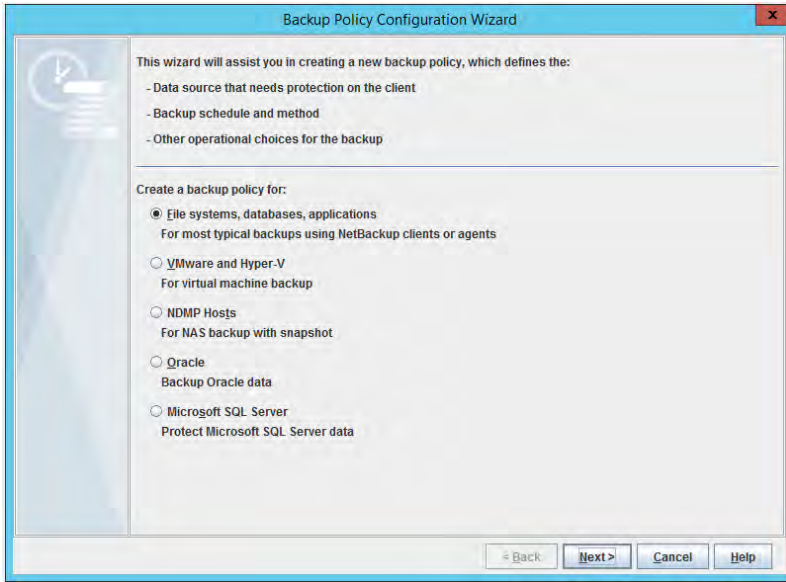 Backup Policy Configuration Wizard
x
This wizard will assist you in creating a new backup policy, which defines the:
- Data source that needs protection on the client
- Backup schedule and method
- Other operational choices for the backup
Create a backup policy for:
File systems, databases, applications
For most typical backups using NetBackup clients or agents
VMware and Hyper-V
For virtual machine backup
NDMP Hosts
For NAS backup with snapshot
Oracle
Backup Oracle data
Microsoft SQL Server
Protect Microsoft SQL Server data
< Back
Next >
Cancel
Help